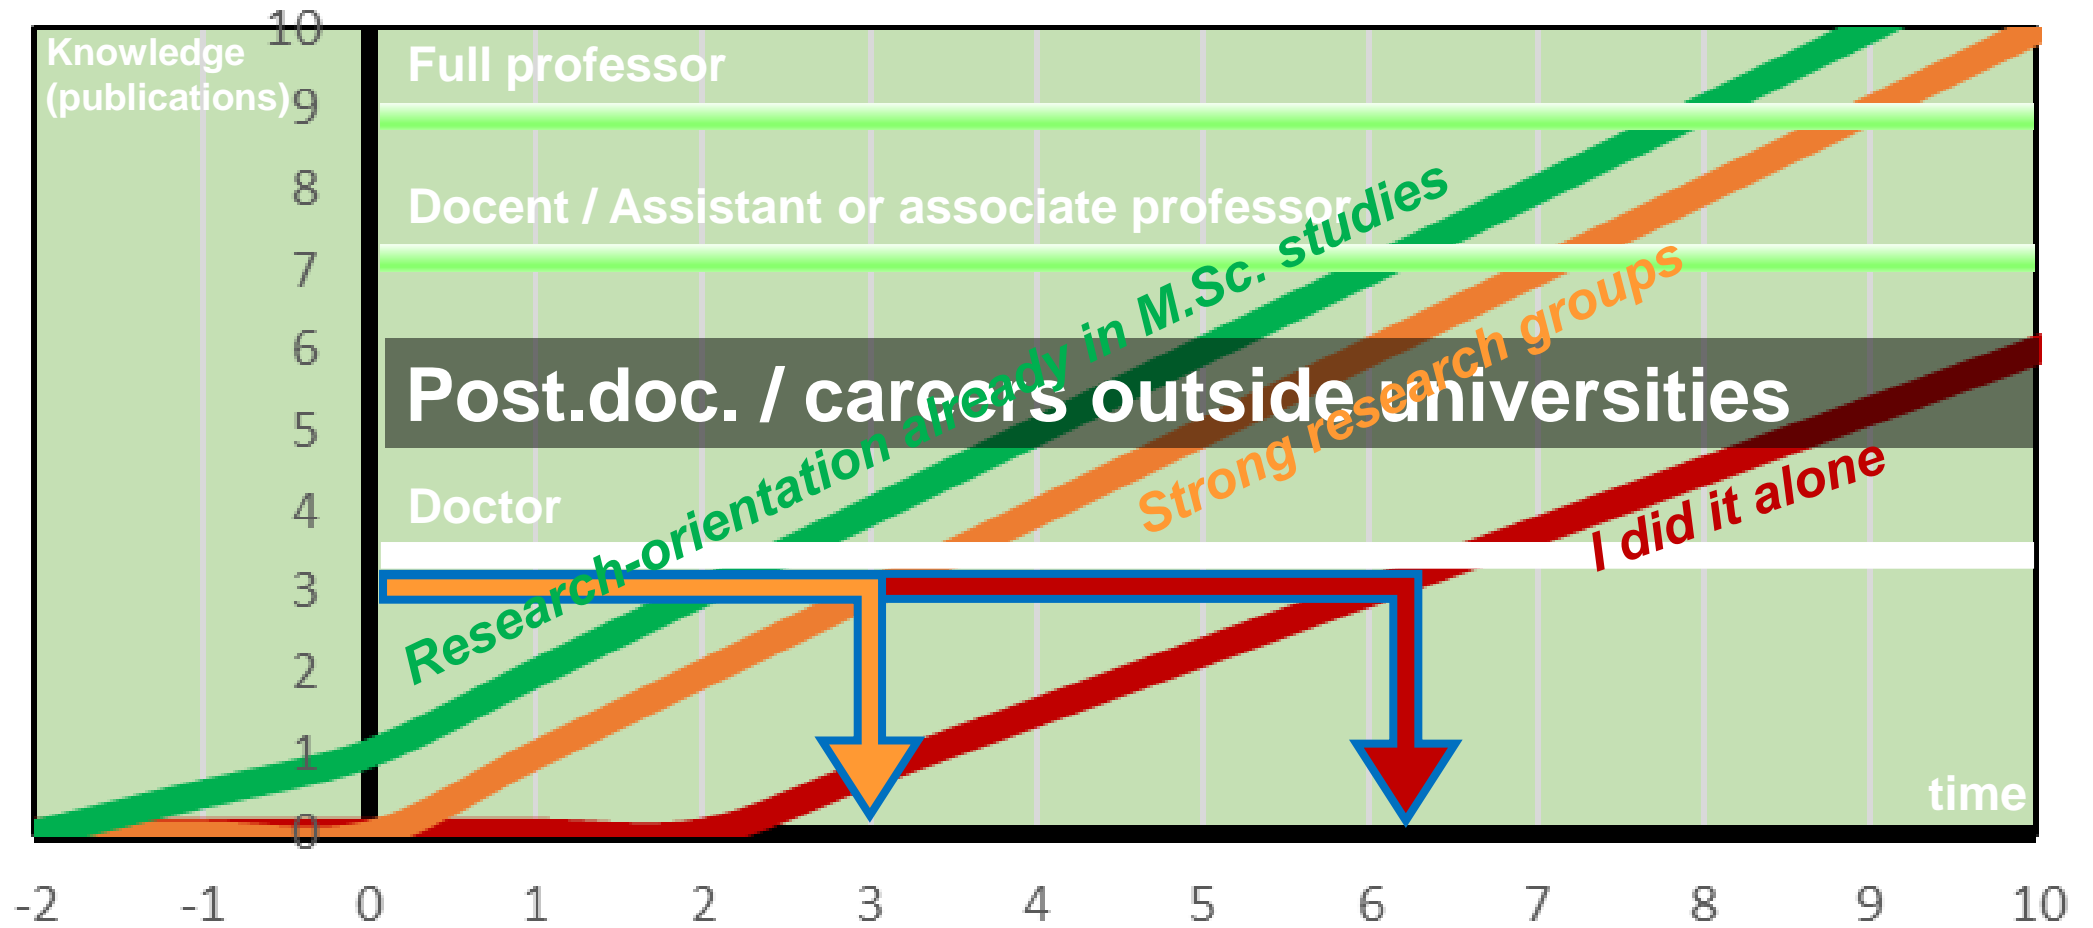 10
Knowledge
(publications)
Full professor
9
8
Docent / Assistant or associate professor
7
6
Post.doc. / careers outside universities
5
4
Doctor
3
2
1
0
Research-orientation already in M.Sc. studies
Strong research groups
I did it alone
time
-2 -1 0 1 2 3 4 5 6 7 8 9 10